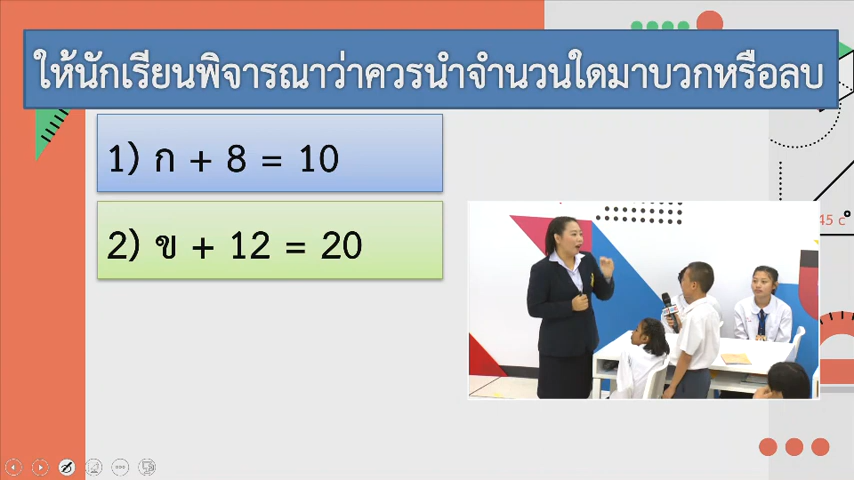 ให้นักเรียนพิจารณาว่าควรนำจำนวนใดมาบวกหรือลบ
1) ก + 8 = 10
2) ข + 12 = 20
45 c